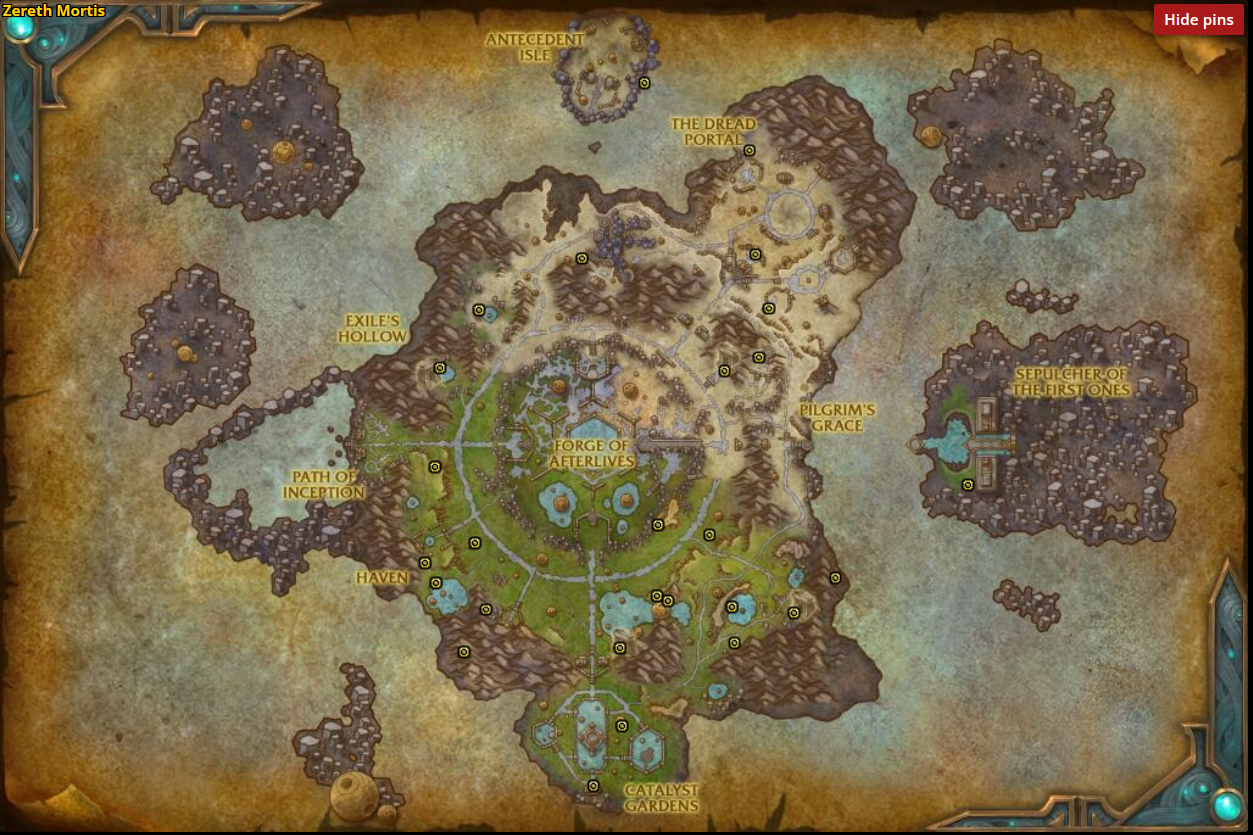 Zereth Mortis
Hide pins
ANTECEDENT
ISLE
THE DREAD
PORTAL
EXILE'S
HOLLOW
SEPULCHER OF
THE FIRST ONES
PILGRIM'S
GRACE
FORGE OF
AFTERLIVES
PATH OF
INCEPTION
HAVEN
CATALYST
GARDENS